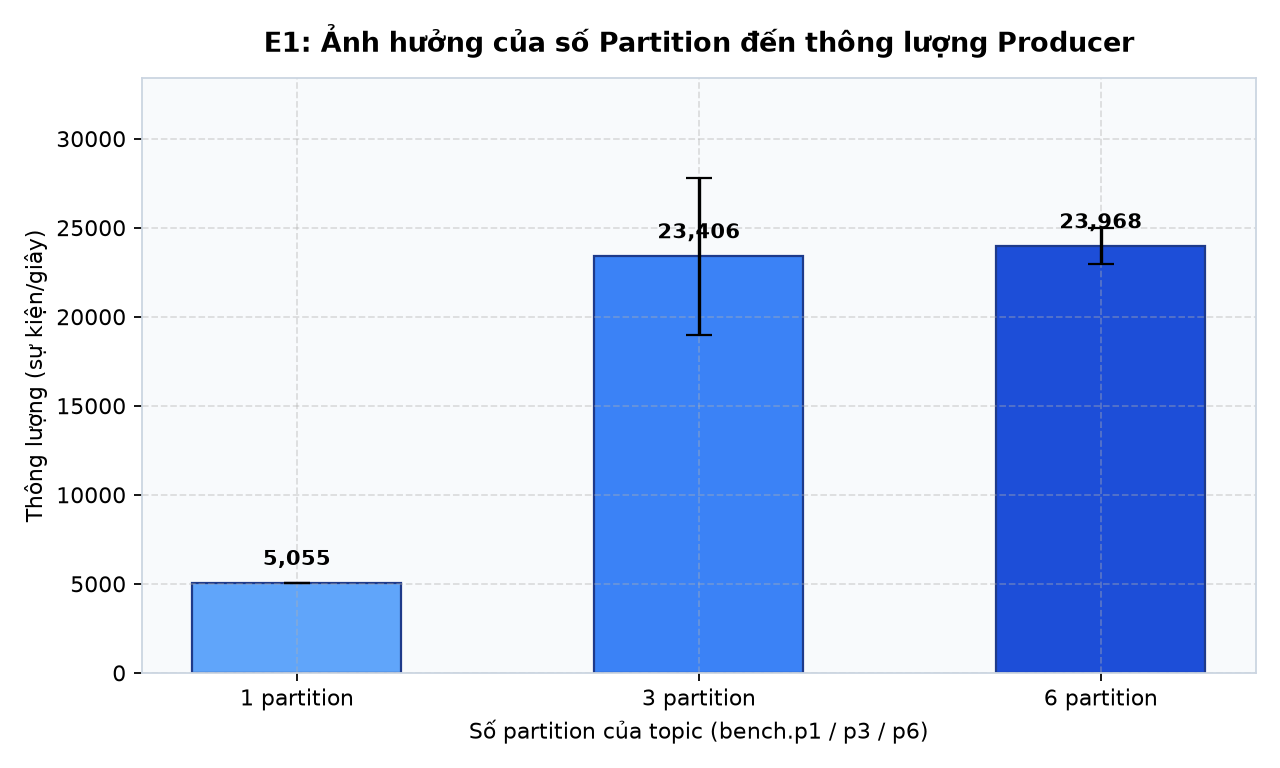 E1: Ảnh hưởng của số Partition đến thông lượng Producer
Thông lượng (sự kiện/giây)
30000
25000
20000
15000
10000
5000
0
5,055
23,406
23,968
1 partition
3 partition
6 partition
Số partition của topic (bench.p1 / p3 / p6)